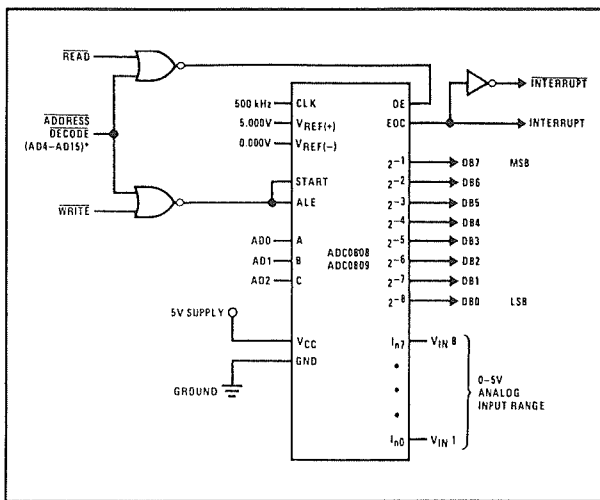 READ
ADDRESS
DECODE
(AD4–AD15)*
WRITE
500 kHz
5.000V
0.000V
AD0
AD1
AD2
5V SUPPLY
GROUND
CLK
VREF(+)
VREF(−)
START
ALE
A
B
C
VCC
GND
ADC0808
ADC0809
OE
EOC
2-1
2-2
2-3
2-4
2-5
2-6
2-7
2-8
In7
In0
INTERRUPT
INTERRUPT
DB7 MSB
DB6
DB5
DB4
DB3
DB2
DB1
DB0 LSB
VIN 8
0–5V
ANALOG
INPUT RANGE
VIN 1